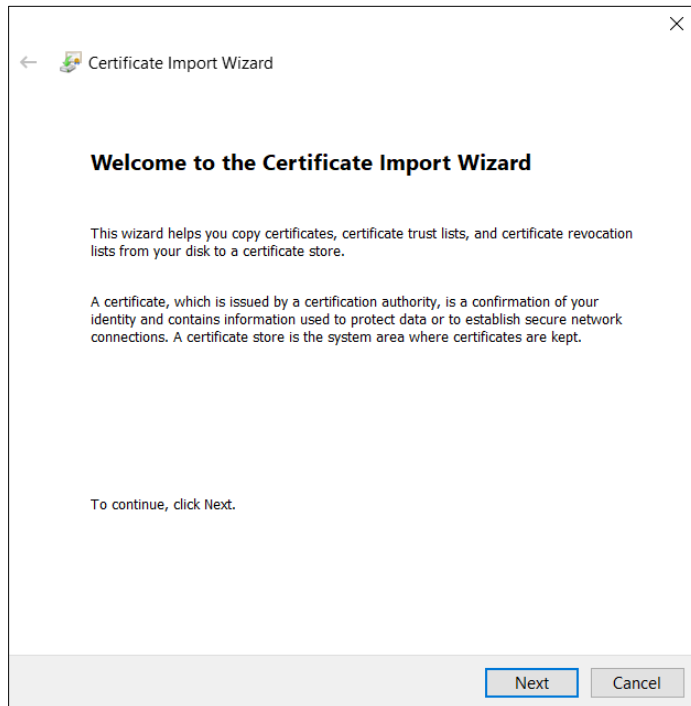 Certificate Import Wizard
Welcome to the Certificate Import Wizard
This wizard helps you copy certificates, certificate trust lists, and certificate revocation
lists from your disk to a certificate store.
A certificate, which is issued by a certification authority, is a confirmation of your
identity and contains information used to protect data or to establish secure network
connections. A certificate store is the system area where certificates are kept.
To continue, click Next.
Next Cancel